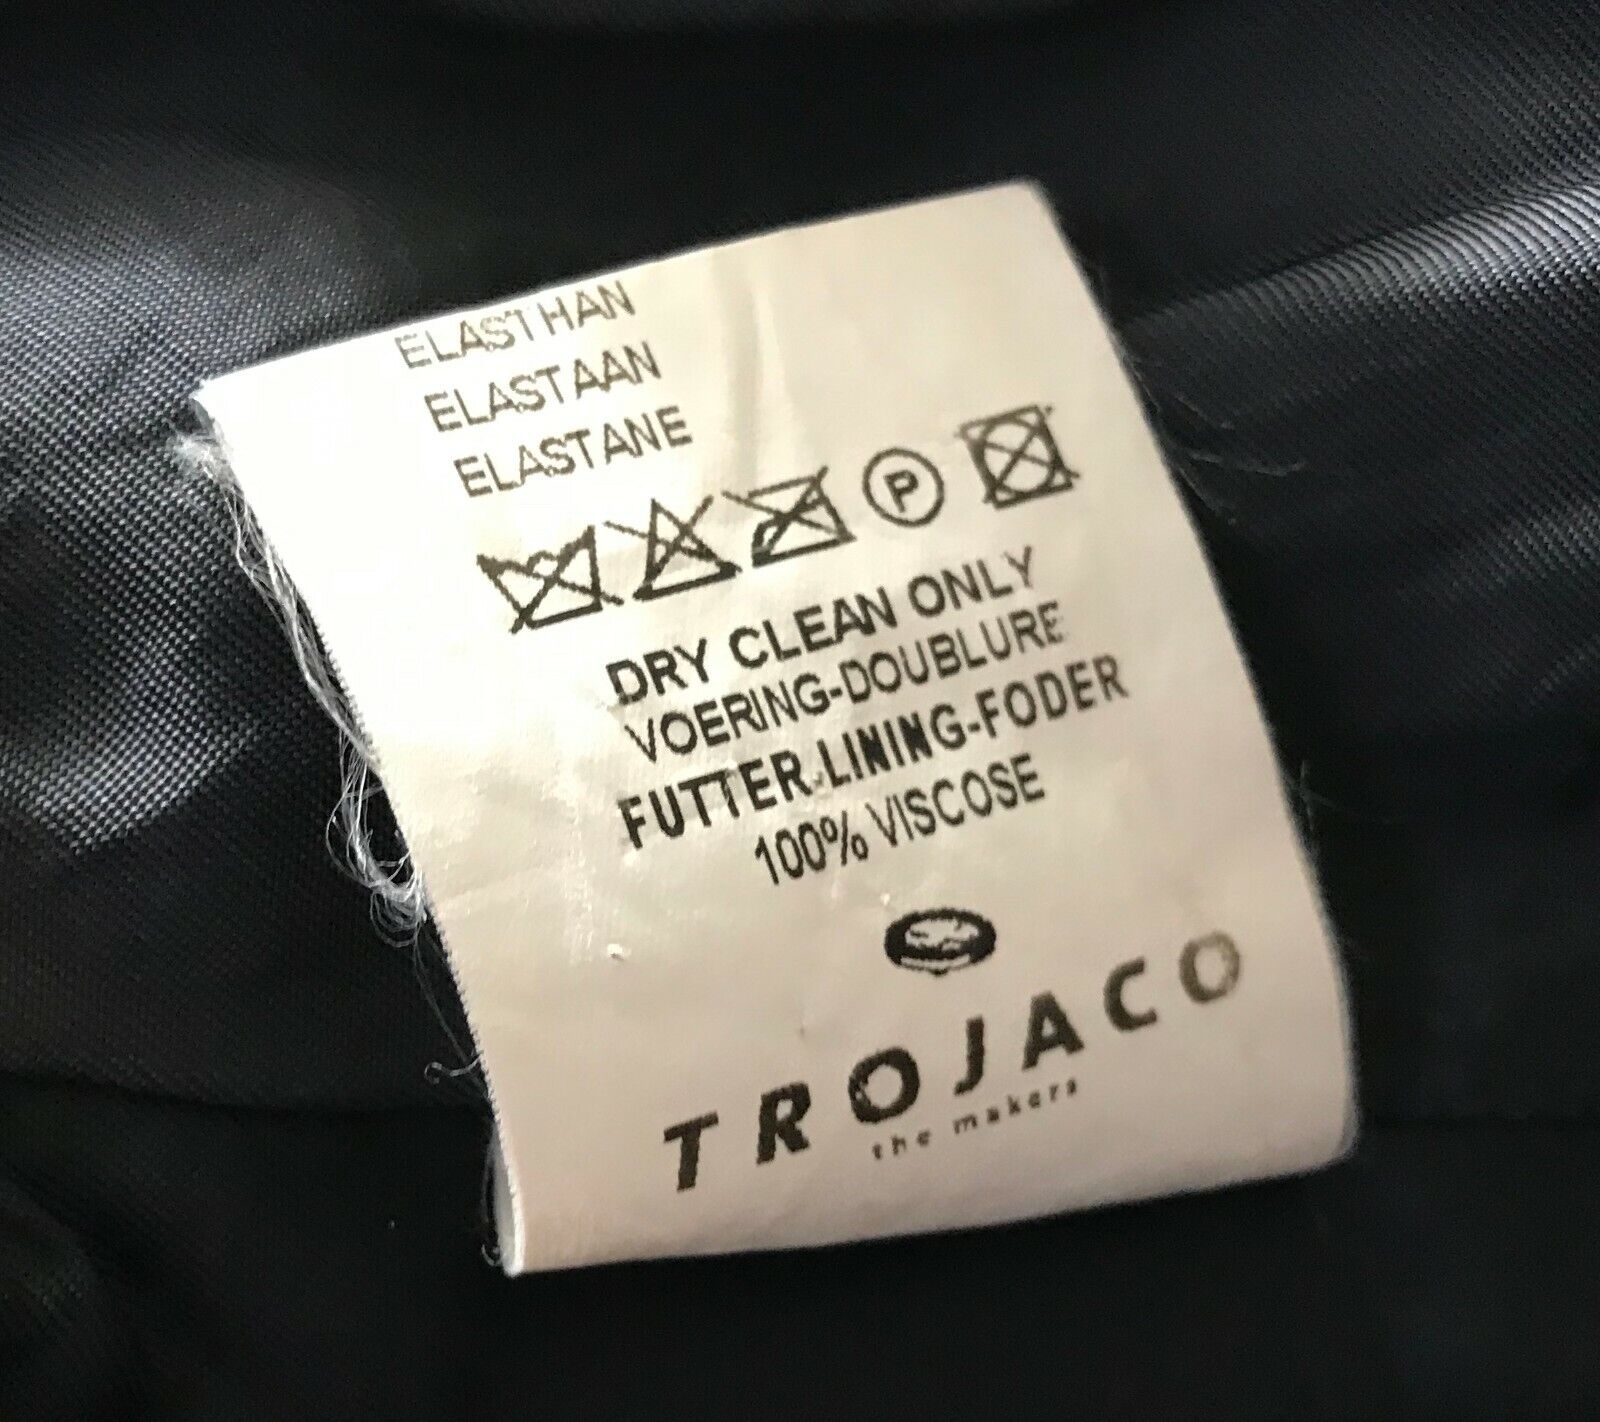 ELASTHAN
ELASTAAN
ELASTANE
P
DRY CLEAN ONLY
VOERING-DOUBLURE
FUTTER-LINING-FODER
100% VISCOSE
TROJACO
the makers